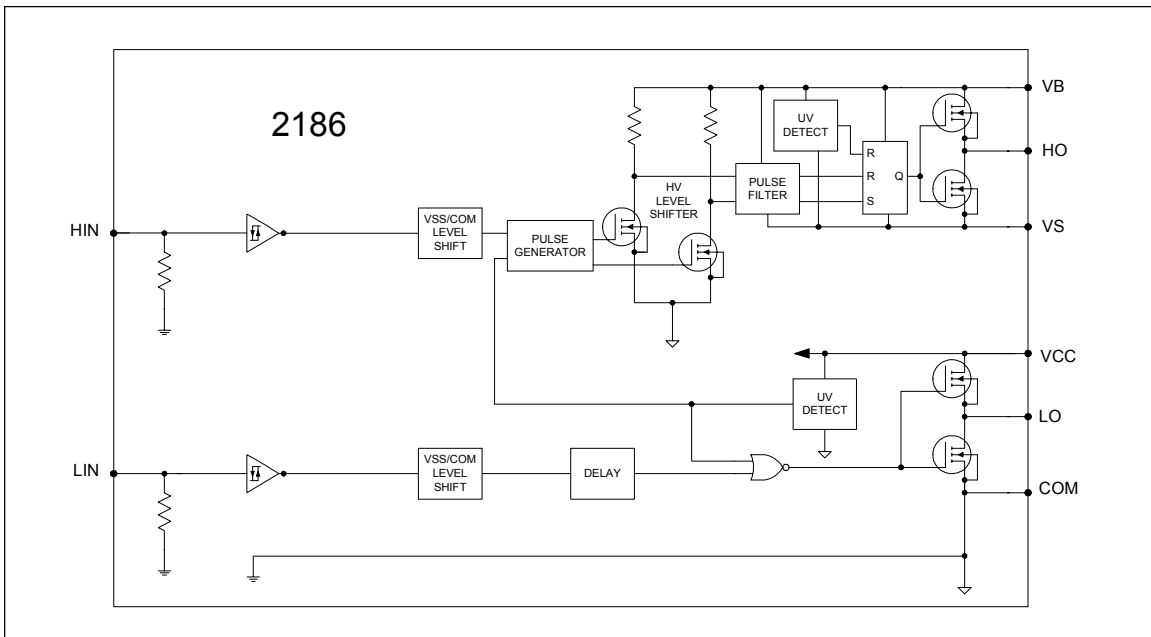 2186
VB
UV
DETECT
HO
R
R
Q
S
PULSE
FILTER
HV
LEVEL
SHIFTER
VS
HIN
VSS/COM
LEVEL
SHIFT
PULSE
GENERATOR
VCC
UV
DETECT
LO
LIN
VSS/COM
LEVEL
SHIFT
DELAY
COM